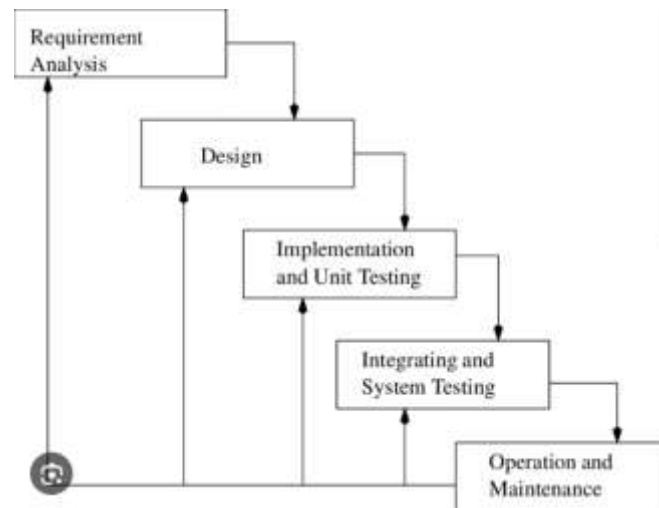 Requirement
Analysis
Design
Implementation
and Unit Testing
Integrating and
System Testing
Operation and
Maintenance